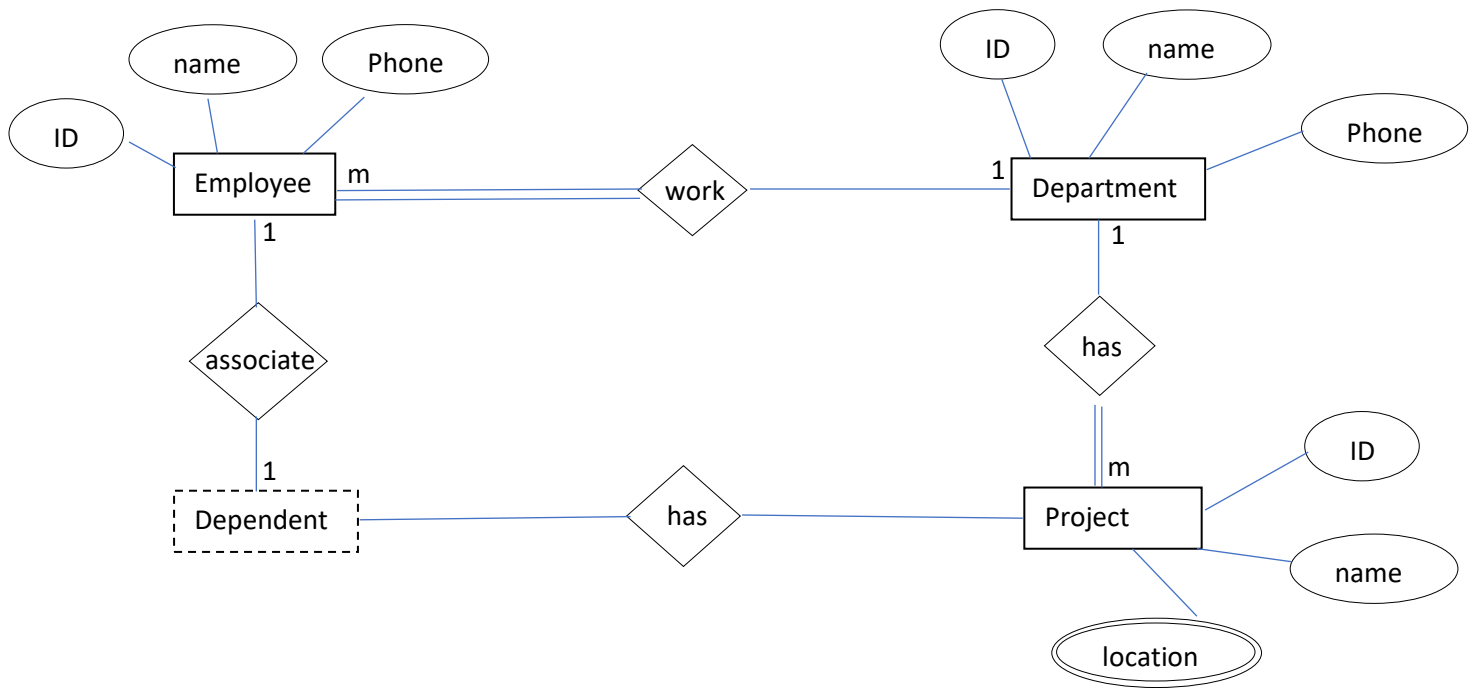 ID
name
Phone
ID
name
Phone
Employee
m
work
1
Department
1
1
associate
has
1
m
ID
Dependent
has
Project
name
location